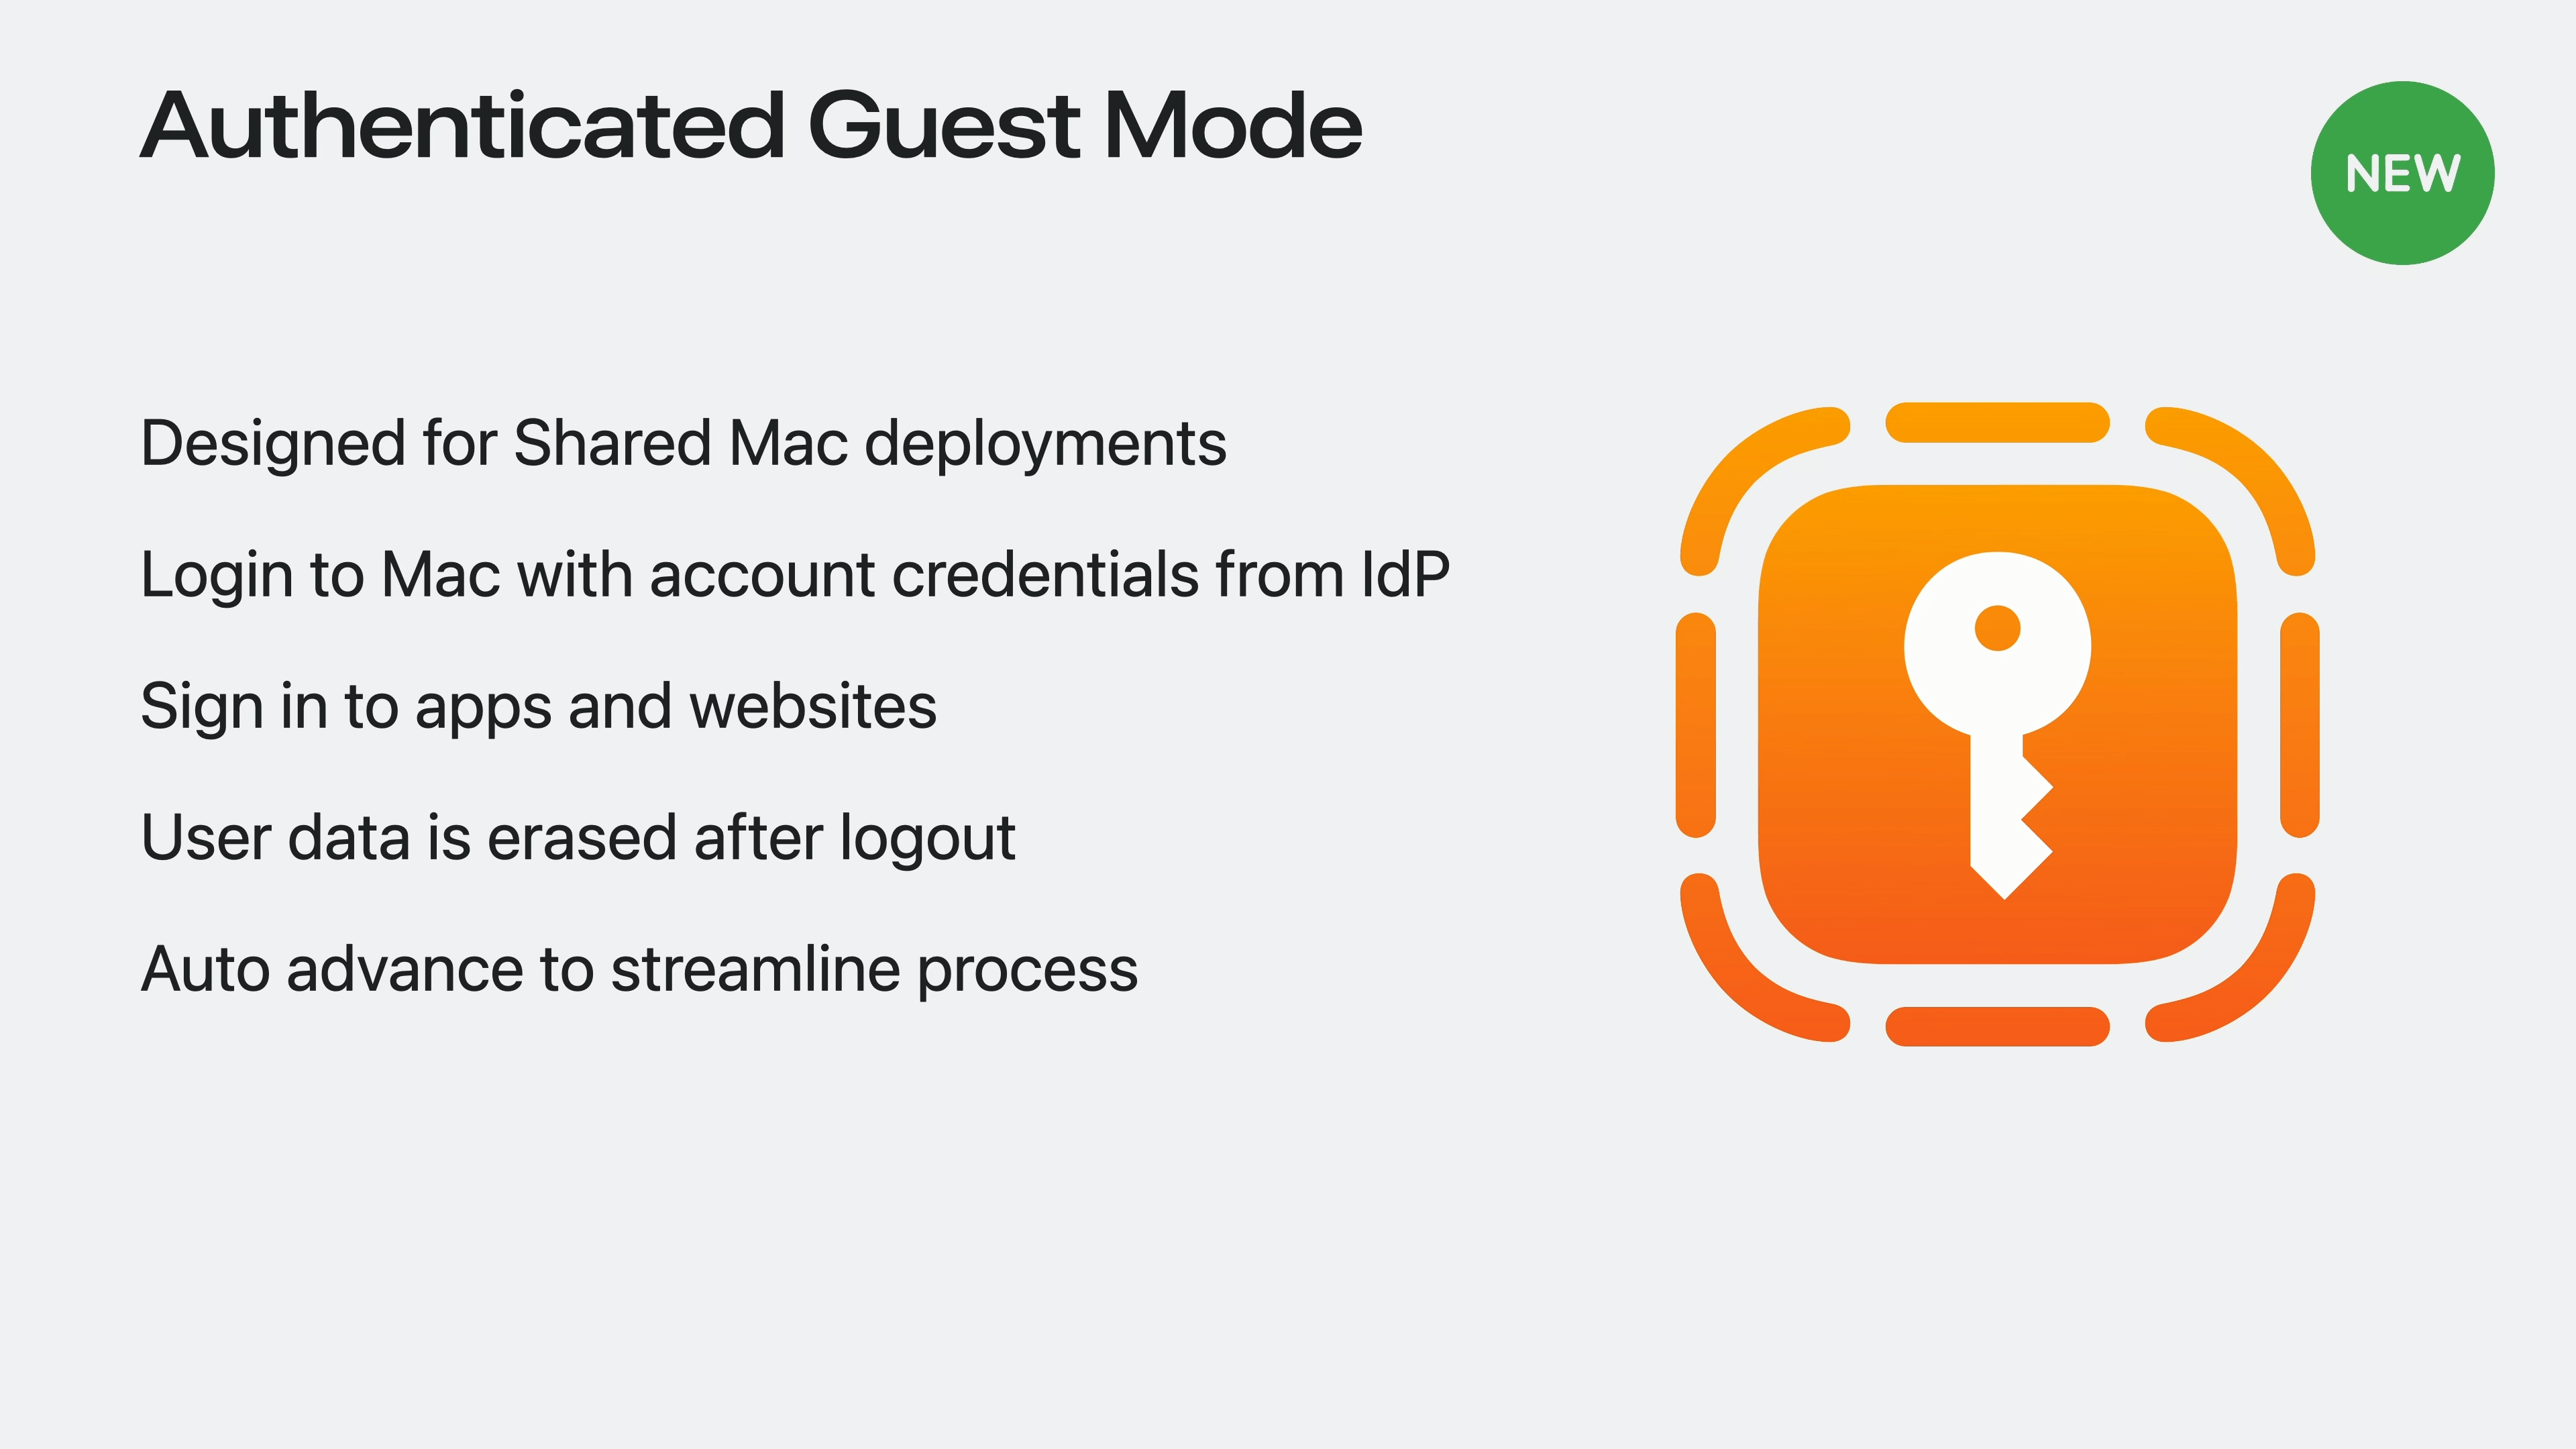 Authenticated Guest Mode
NEW
Designed for Shared Mac deployments
Login to Mac with account credentials from IdP
Sign in to apps and websites
User data is erased after logout
Auto advance to streamline process